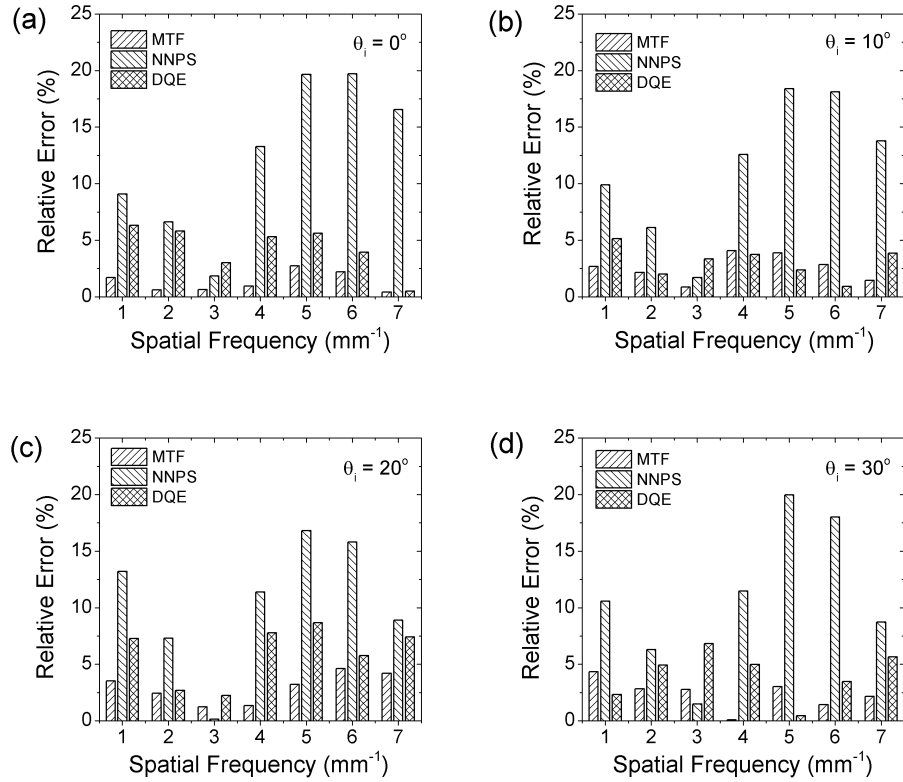 (a)
25
20
15
10
5
0
Relative Error (%)
MTF
NNPS
DQE
θi = 0°
1 2 3 4 5 6 7
Spatial Frequency (mm-1)
(b)
25
20
15
10
5
0
Relative Error (%)
MTF
NNPS
DQE
θi = 10°
1 2 3 4 5 6 7
Spatial Frequency (mm-1)
(c)
25
20
15
10
5
0
Relative Error (%)
MTF
NNPS
DQE
θi = 20°
1 2 3 4 5 6 7
Spatial Frequency (mm-1)
(d)
25
20
15
10
5
0
Relative Error (%)
MTF
NNPS
DQE
θi = 30°
1 2 3 4 5 6 7
Spatial Frequency (mm-1)